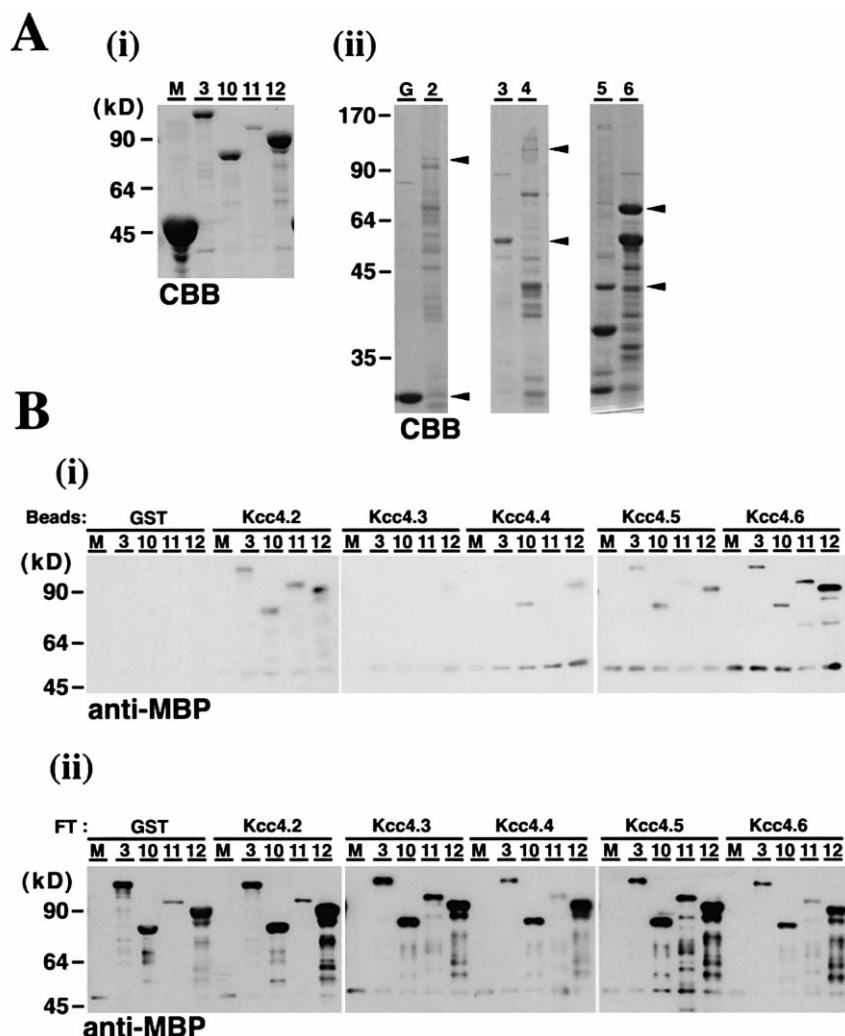 A
(i)
(ii)
M 3 10 11 12
G 2 3 4 5 6
(kD)
90
64
45
170
90
64
45
35
CBB
CBB
B
(i)
Beads: GST Kcc4.2 Kcc4.3 Kcc4.4 Kcc4.5 Kcc4.6
M 3 10 11 12 M 3 10 11 12 M 3 10 11 12 M 3 10 11 12 M 3 10 11 12 M 3 10 11 12
(kD)
90
64
45
anti-MBP
(ii)
FT : GST Kcc4.2 Kcc4.3 Kcc4.4 Kcc4.5 Kcc4.6
M 3 10 11 12 M 3 10 11 12 M 3 10 11 12 M 3 10 11 12 M 3 10 11 12 M 3 10 11 12
(kD)
90
64
45
anti-MBP